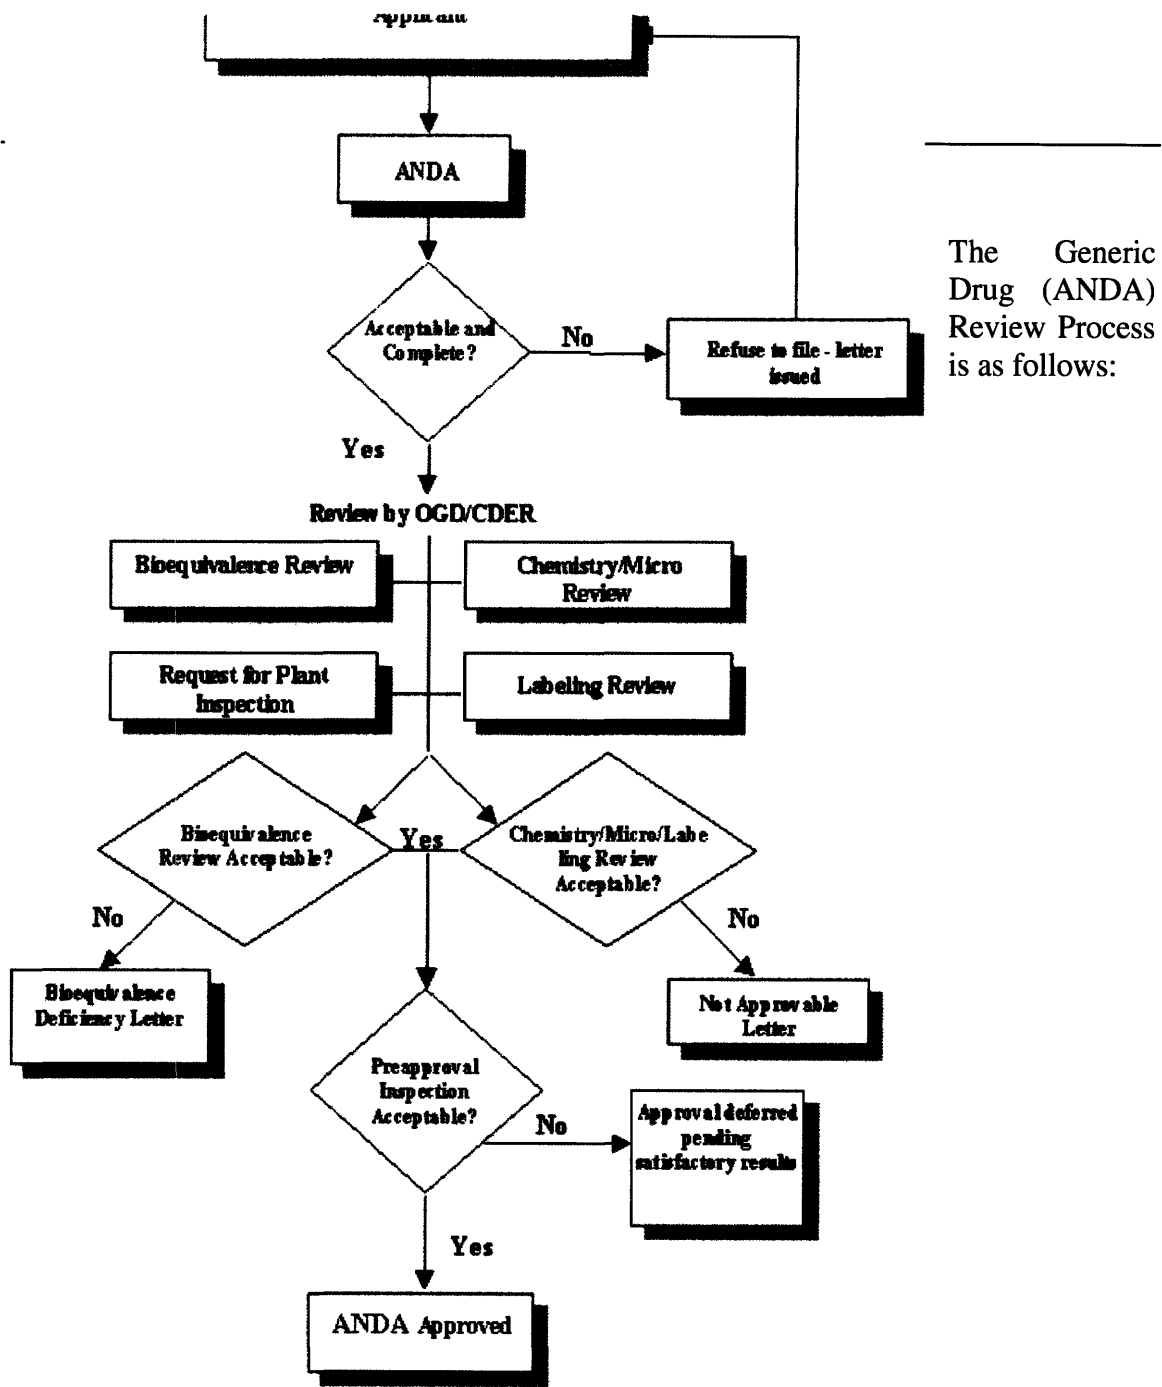 Applicant
ANDA
The Generic
Drug (ANDA)
Review Process
is as follows:
Acceptable and
Complete?
No
Refuse to file - letter
issued
Yes
Review by OGD/CDER
Bioequivalence Review
Chemistry/Micro
Review
Request for Plant
Inspection
Labeling Review
Bioequivalence
Review Acceptable?
Yes
Chemistry/Micro/Labe
ling Review
Acceptable?
No
No
Bioequivalence
Deficiency Letter
Not Approvable
Letter
Preapproval
Inspection
Acceptable?
No
Approval deferred
pending
satisfactory results
Yes
ANDA Approved